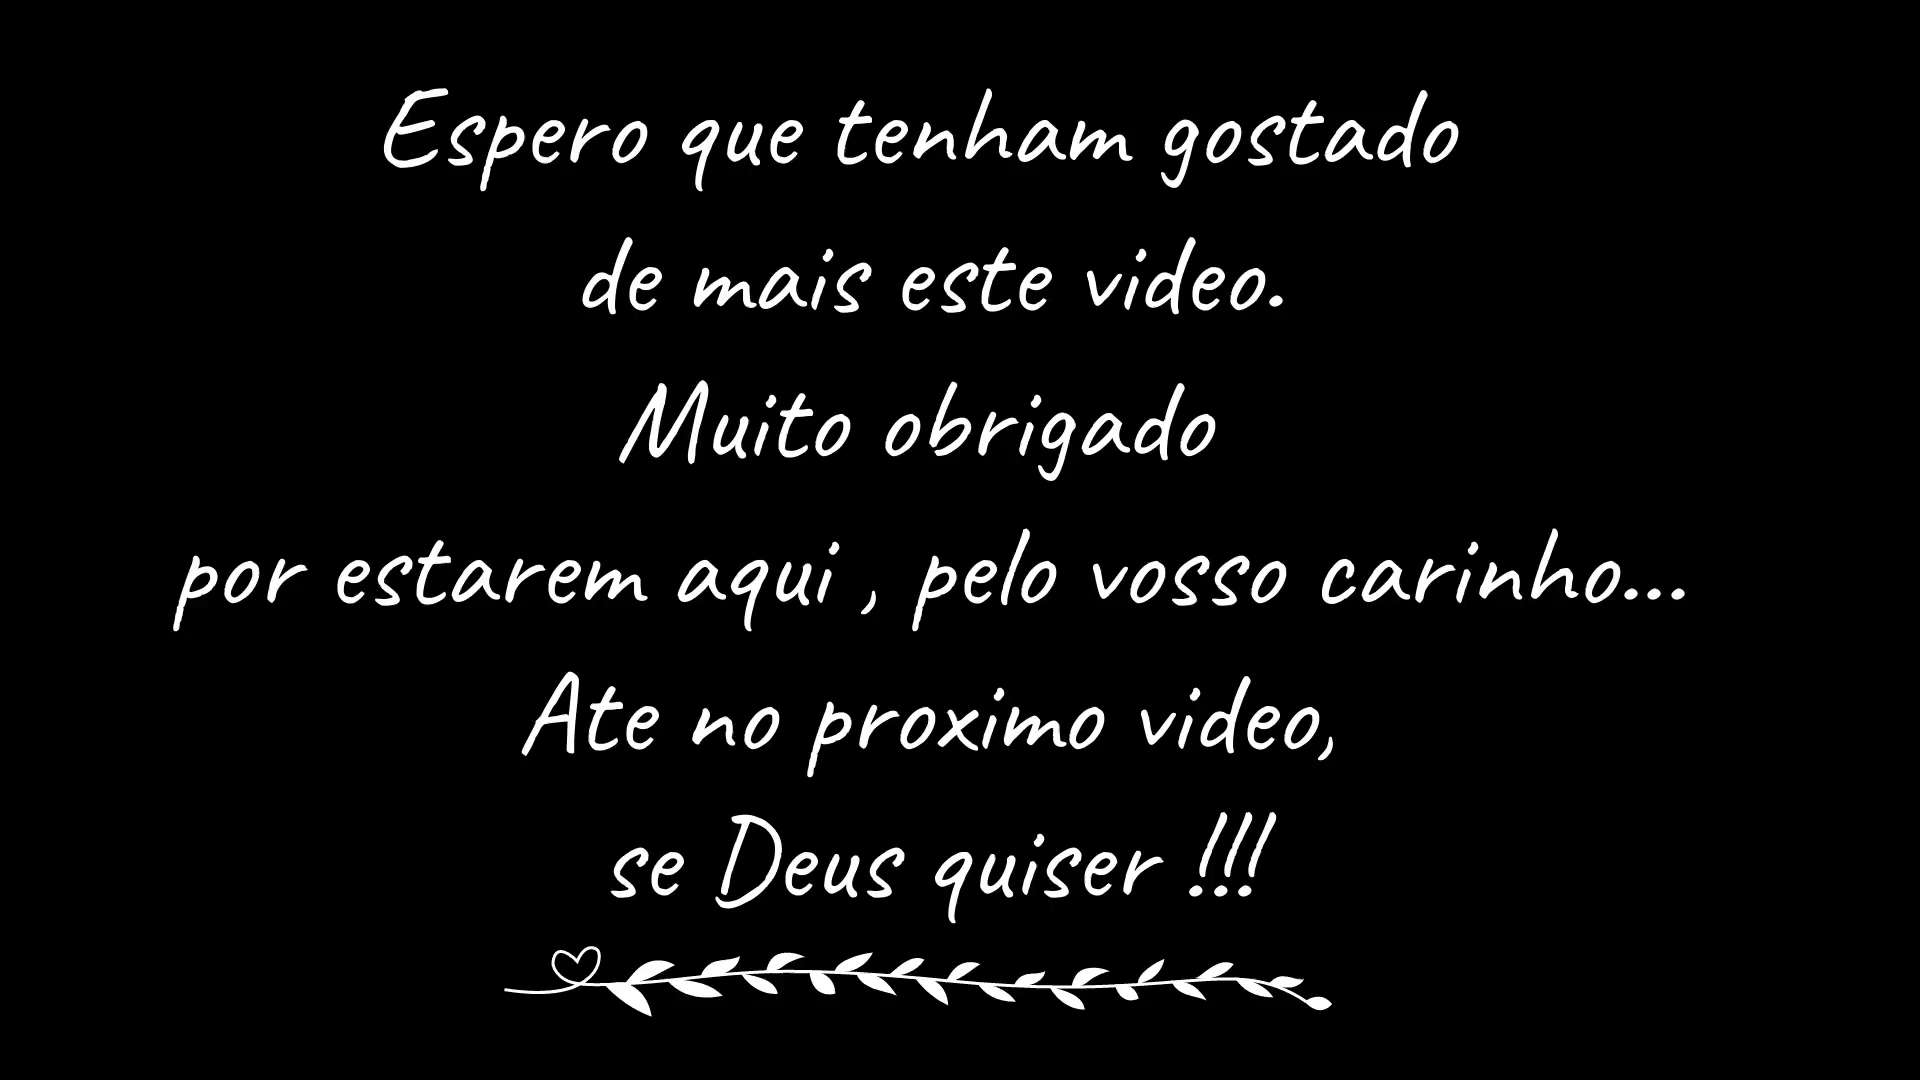 Espero que tenham gostado
de mais este video.
Muito obrigado
por estarem aqui , pelo vosso carinho...
Ate no proximo video,
se Deus quiser !!!